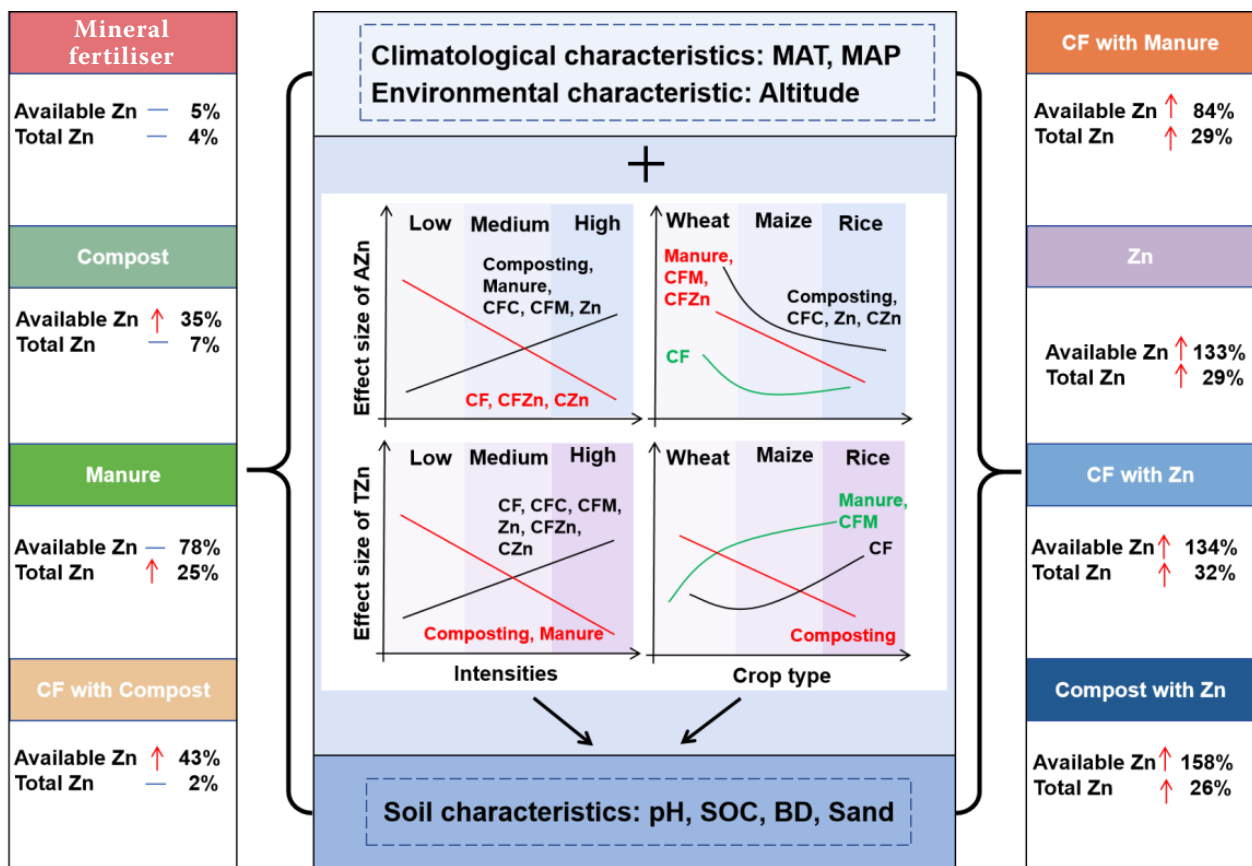 Mineral
fertiliser
Available Zn — 5%
Total Zn — 4%
Compost
Available Zn ↑ 35%
Total Zn — 7%
Manure
Available Zn — 78%
Total Zn ↑ 25%
CF with Compost
Available Zn ↑ 43%
Total Zn — 2%
Climatological characteristics: MAT, MAP
Environmental characteristic: Altitude
+
Effect size of AZn
Low Medium High
Composting,
Manure,
CFC, CFM, Zn
CF, CFZn, CZn
Wheat Maize Rice
Manure,
CFM,
CFZn
Composting,
CFC, Zn, CZn
CF
Effect size of TZn
Low Medium High
CF, CFC, CFM,
Zn, CFZn,
CZn
Composting, Manure
Intensities
Wheat Maize Rice
Manure,
CFM
CF
Composting
Crop type
Soil characteristics: pH, SOC, BD, Sand
CF with Manure
Available Zn ↑ 84%
Total Zn ↑ 29%
Zn
Available Zn ↑ 133%
Total Zn ↑ 29%
CF with Zn
Available Zn ↑ 134%
Total Zn ↑ 32%
Compost with Zn
Available Zn ↑ 158%
Total Zn ↑ 26%